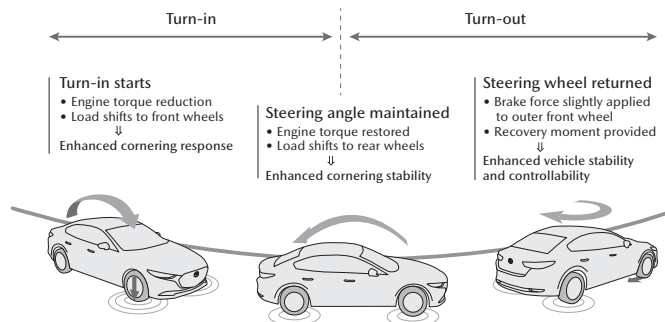 Turn-in
Turn-out
Turn-in starts
• Engine torque reduction
• Load shifts to front wheels
⇓
Enhanced cornering response
Steering angle maintained
• Engine torque restored
• Load shifts to rear wheels
⇓
Enhanced cornering stability
Steering wheel returned
• Brake force slightly applied
to outer front wheel
• Recovery moment provided
⇓
Enhanced vehicle stability
and controllability